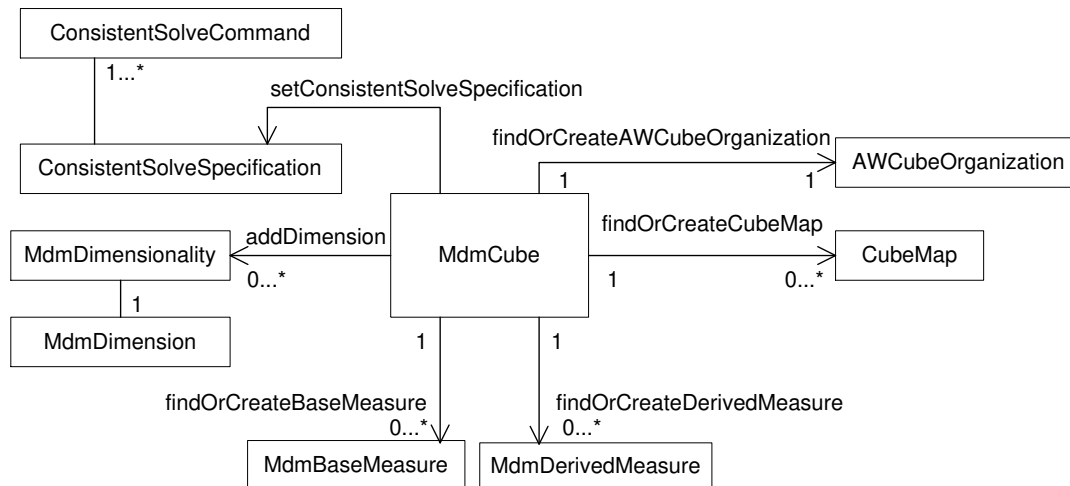 ConsistentSolveCommand
1...*
setConsistentSolveSpecification
findOrCreateAWCubeOrganization
ConsistentSolveSpecification
AWCubeOrganization
1
1
addDimension
findOrCreateCubeMap
MdmDimensionality
MdmCube
CubeMap
0...*
1
0...*
1
MdmDimension
1
1
findOrCreateBaseMeasure
findOrCreateDerivedMeasure
0...*
0...*
MdmBaseMeasure
MdmDerivedMeasure